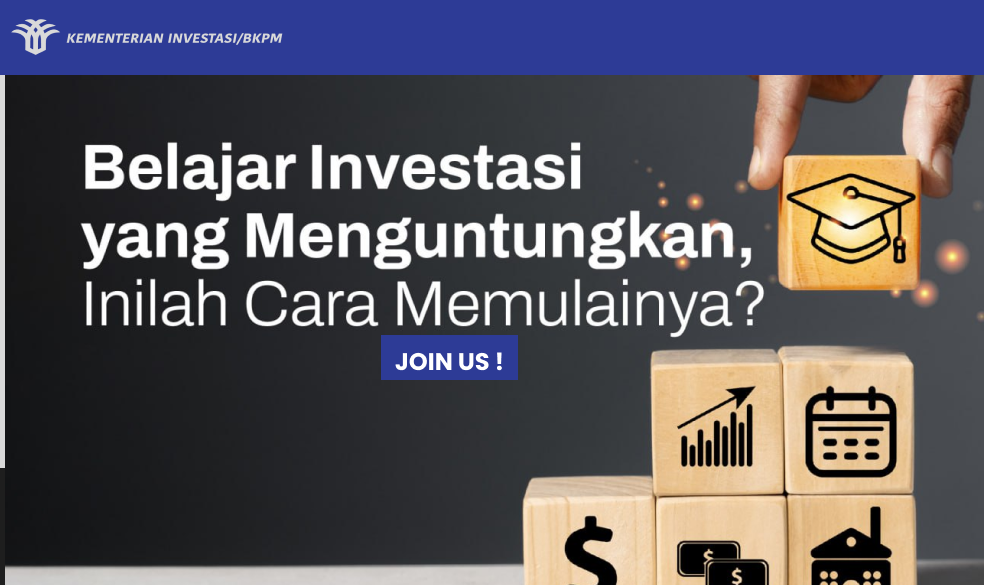 KEMENTERIAN INVESTASI/BKPM
Belajar Investasi
yang Menguntungkan,
Inilah Cara Memulainya?
JOIN US !
$
$
$